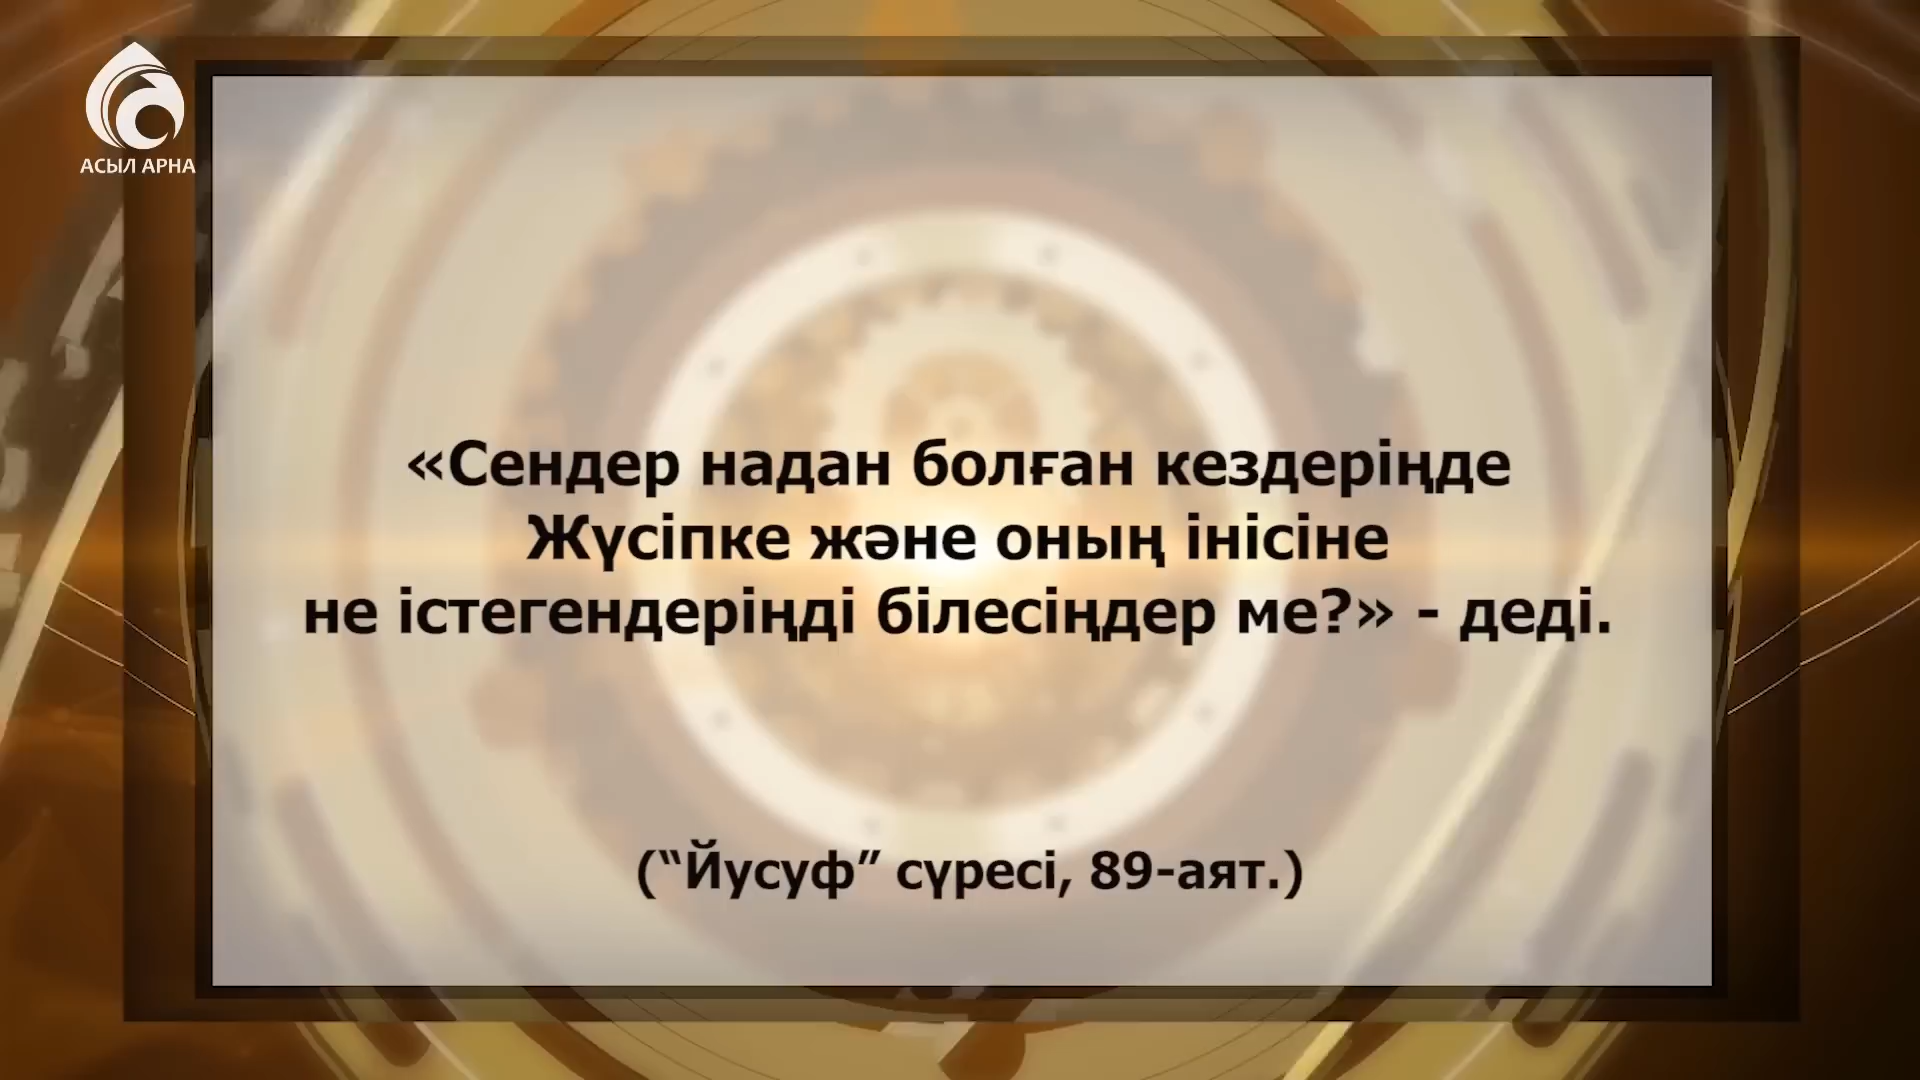 АСЫЛ АРНА
«Сендер надан болған кездеріңде
Жүсіпке және оның інісіне
не істегендеріңді білесіңдер ме?» - деді.
(“Йусуф” сүресі, 89-аят.)